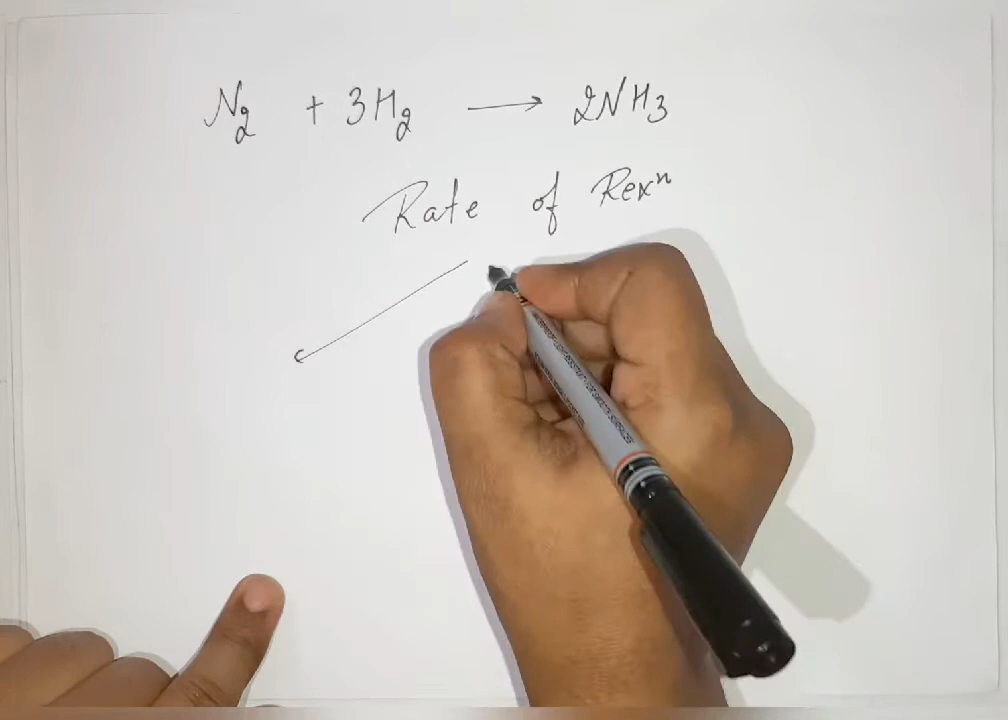 N₂ + 3H₂ → 2NH₃
Rate of Rexⁿ